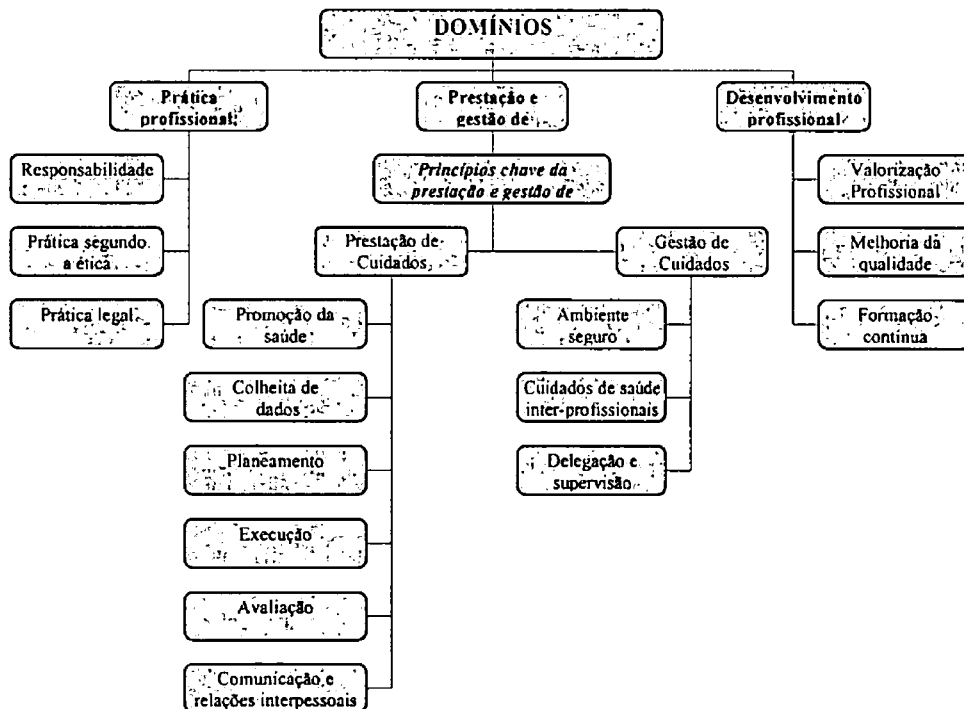 DOMÍNIOS
Prática
profissional
Prestação e
gestão de
Desenvolvimento
profissional
Responsabilidade
Prática segundo
a ética
Prática legal
Princípios chave da
prestação e gestão de
Prestação de
Cuidados
Gestão de
Cuidados
Promoção da
saúde
Colheita de
dados
Planeamento
Execução
Avaliação
Comunicação e
relações interpessoais
Ambiente
seguro
Cuidados de saúde
inter-profissionais
Delegação e
supervisão
Valorização
Profissional
Melhoria da
qualidade
Formação
contínua